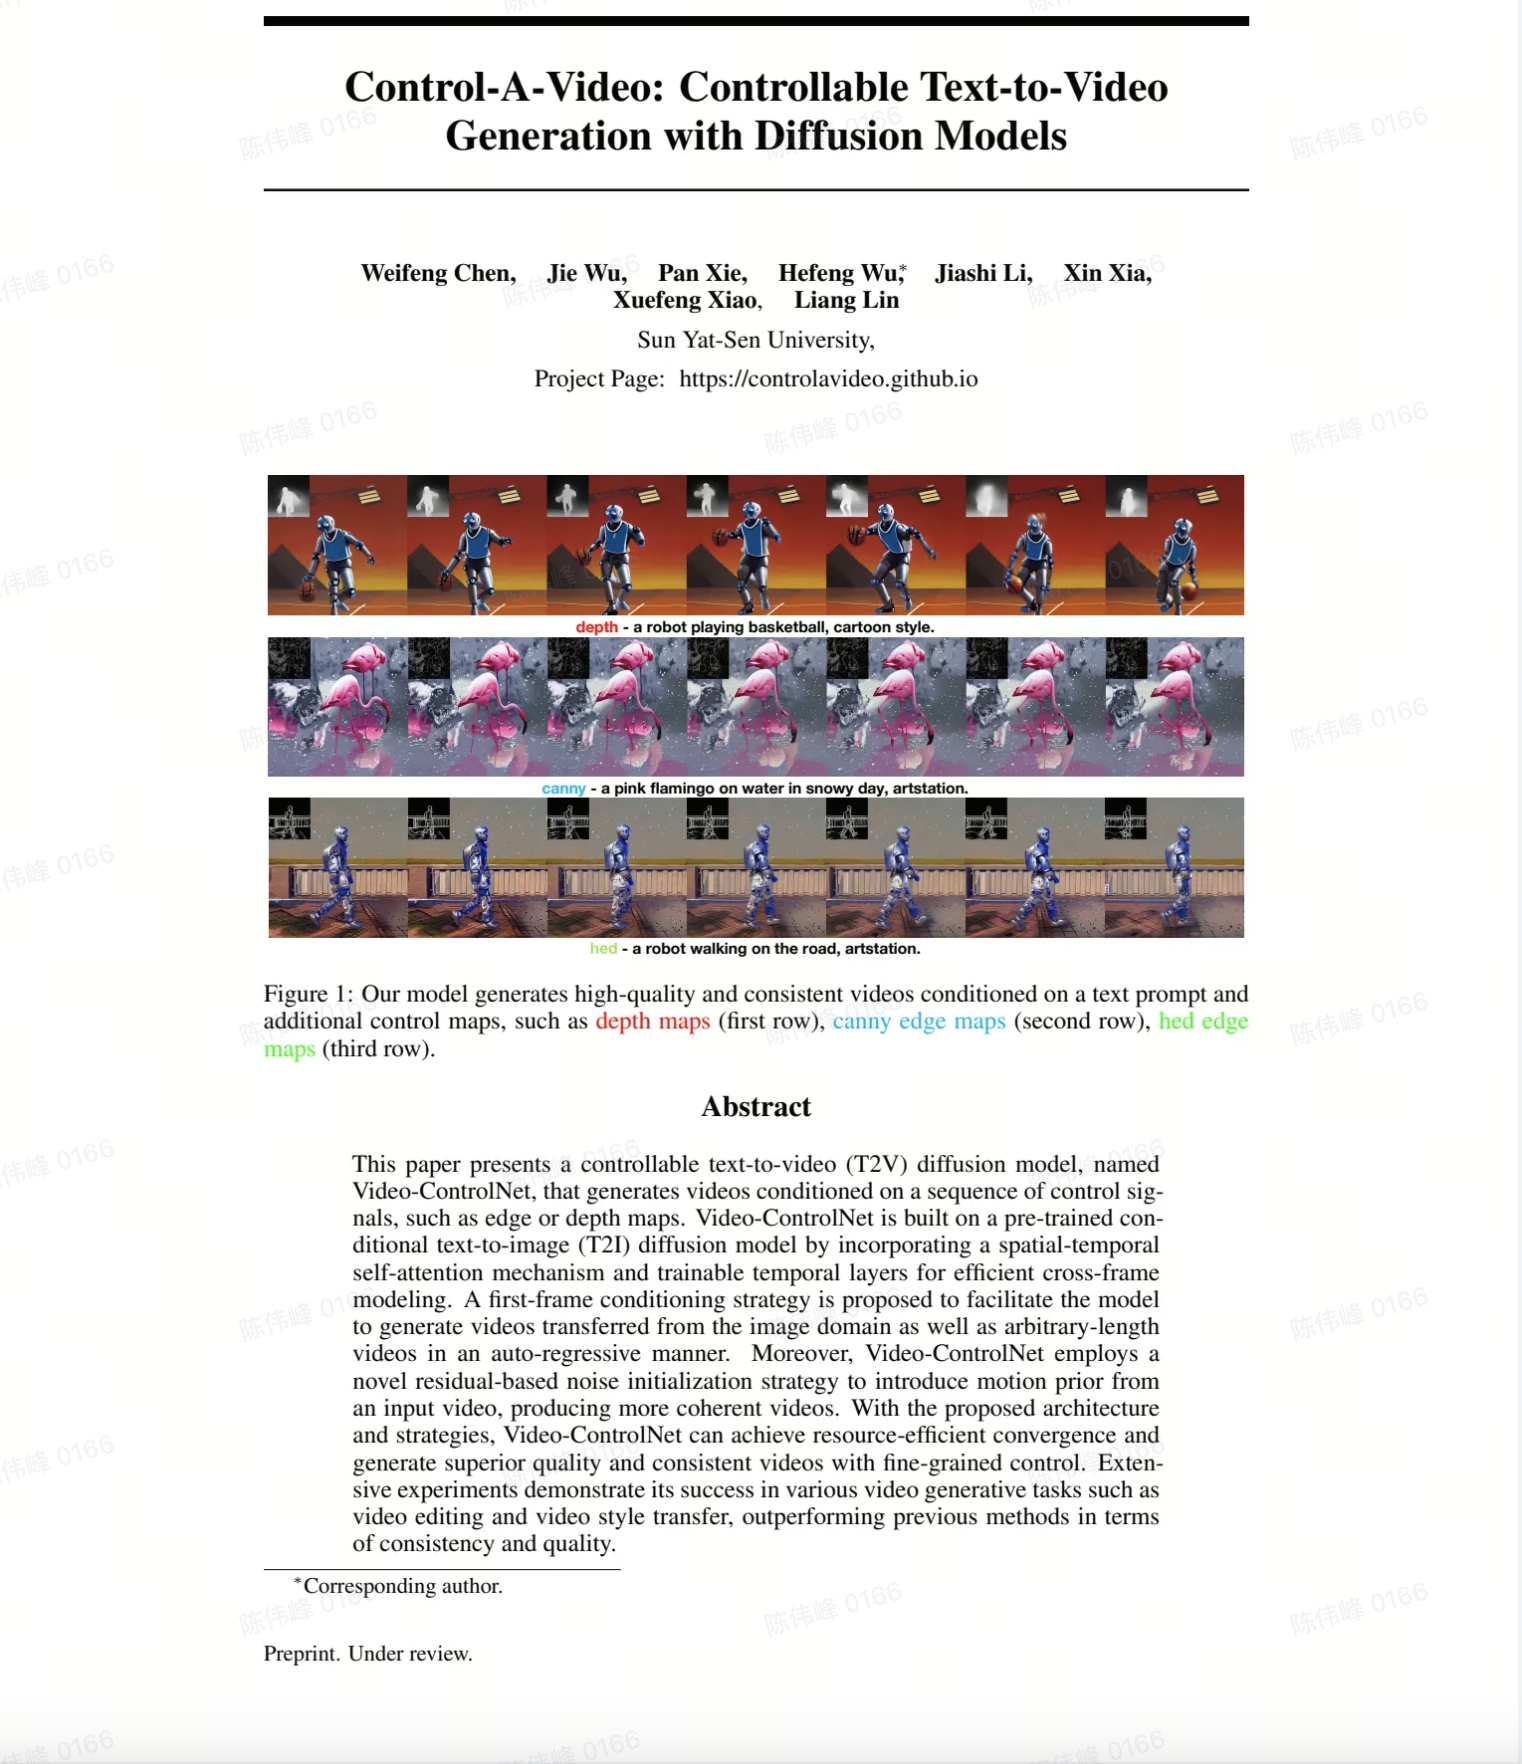 Control-A-Video: Controllable Text-to-Video
Generation with Diffusion Models
Weifeng Chen, Jie Wu, Pan Xie, Hefeng Wu,* Jiashi Li, Xin Xia,
Xuefeng Xiao, Liang Lin
Sun Yat-Sen University,
Project Page: https://controlavideo.github.io
depth - a robot playing basketball, cartoon style.
canny - a pink flamingo on water in snowy day, artstation.
hed - a robot walking on the road, artstation.
Figure 1: Our model generates high-quality and consistent videos conditioned on a text prompt and
additional control maps, such as depth maps (first row), canny edge maps (second row), hed edge
maps (third row).
Abstract
This paper presents a controllable text-to-video (T2V) diffusion model, named
Video-ControlNet, that generates videos conditioned on a sequence of control sig-
nals, such as edge or depth maps. Video-ControlNet is built on a pre-trained con-
ditional text-to-image (T2I) diffusion model by incorporating a spatial-temporal
self-attention mechanism and trainable temporal layers for efficient cross-frame
modeling. A first-frame conditioning strategy is proposed to facilitate the model
to generate videos transferred from the image domain as well as arbitrary-length
videos in an auto-regressive manner. Moreover, Video-ControlNet employs a
novel residual-based noise initialization strategy to introduce motion prior from
an input video, producing more coherent videos. With the proposed architecture
and strategies, Video-ControlNet can achieve resource-efficient convergence and
generate superior quality and consistent videos with fine-grained control. Exten-
sive experiments demonstrate its success in various video generative tasks such as
video editing and video style transfer, outperforming previous methods in terms
of consistency and quality.
*Corresponding author.
Preprint. Under review.
陈伟峰 0166